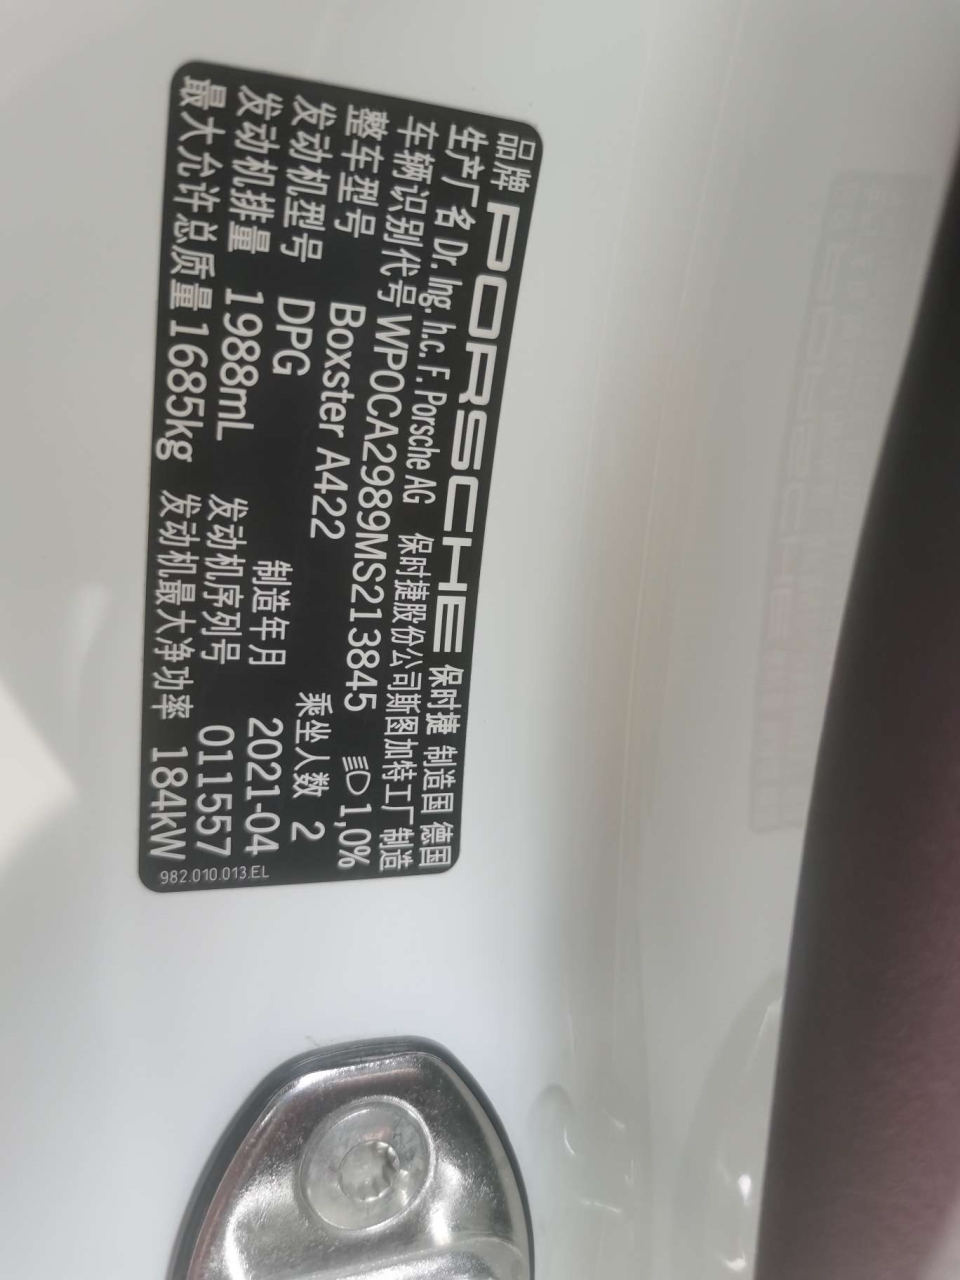 品牌 PORSCHE 保时捷 制造国 德国
生产厂名 Dr. Ing. h.c. F. Porsche AG 保时捷股份公司斯图加特工厂制造
车辆识别代号 WP0CA2989MS213845 1,0%
整车型号 Boxster A422 乘坐人数 2
发动机型号 DPG 制造年月 2021-04
发动机排量 1988mL 发动机序列号 011557
最大允许总质量 1685kg 发动机最大净功率 184kW
982.010.013.EL